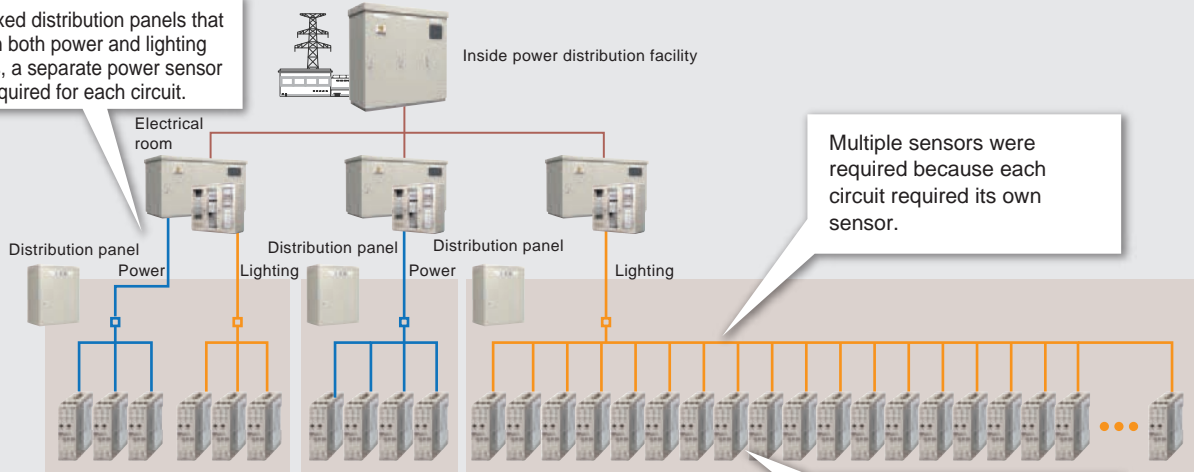 xed distribution panels that
both power and lighting
, a separate power sensor
quired for each circuit.
Inside power distribution facility
Electrical
room
Multiple sensors were
required because each
circuit required its own
sensor.
Distribution panel
Power
Lighting
Distribution panel
Power
Distribution panel
Lighting